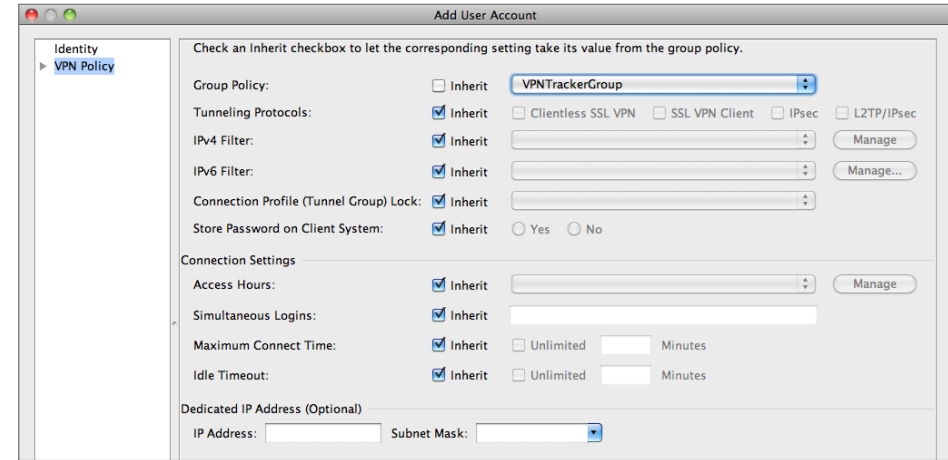 Add User Account
Identity
VPN Policy
Check an Inherit checkbox to let the corresponding setting take its value from the group policy.
Group Policy: Inherit VPNTrackerGroup
Tunneling Protocols: Inherit Clientless SSL VPN SSL VPN Client IPsec L2TP/IPsec
IPv4 Filter: Inherit Manage
IPv6 Filter: Inherit Manage...
Connection Profile (Tunnel Group) Lock: Inherit
Store Password on Client System: Inherit Yes No
Connection Settings
Access Hours: Inherit Manage
Simultaneous Logins: Inherit
Maximum Connect Time: Inherit Unlimited Minutes
Idle Timeout: Inherit Unlimited Minutes
Dedicated IP Address (Optional)
IP Address: Subnet Mask: